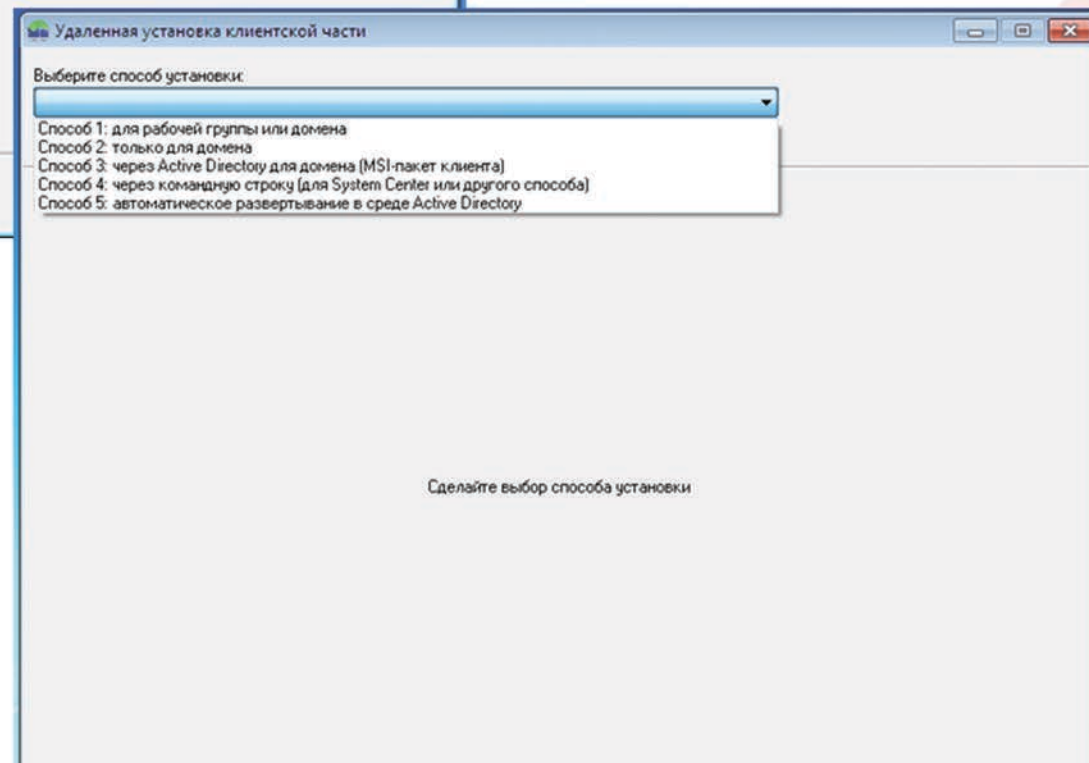 Удаленная установка клиентской части
Выберите способ установки:
Способ 1: для рабочей группы или домена
Способ 2: только для домена
Способ 3: через Active Directory для домена (MSI-пакет клиента)
Способ 4: через командную строку (для System Center или другого способа)
Способ 5: автоматическое развертывание в среде Active Directory
Сделайте выбор способа установки